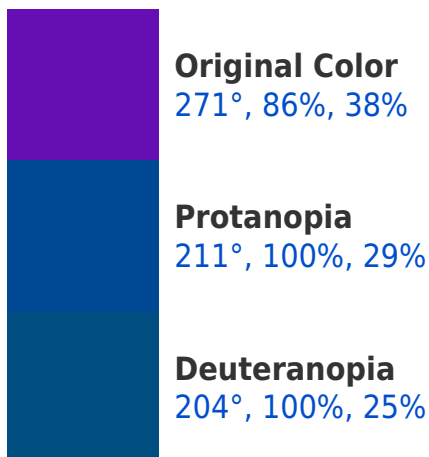 Original Color
271°, 86%, 38%
Protanopia
211°, 100%, 29%
Deuteranopia
204°, 100%, 25%